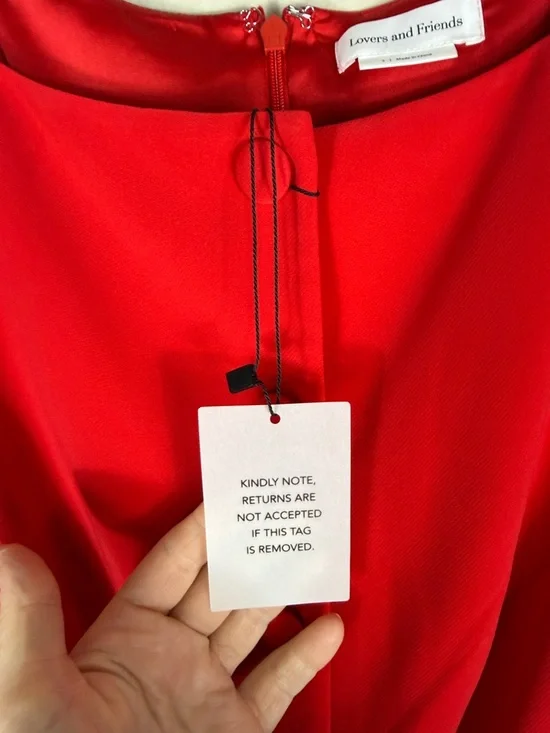 Lovers and Friends
KINDLY NOTE,
RETURNS ARE
NOT ACCEPTED
IF THIS TAG
IS REMOVED.